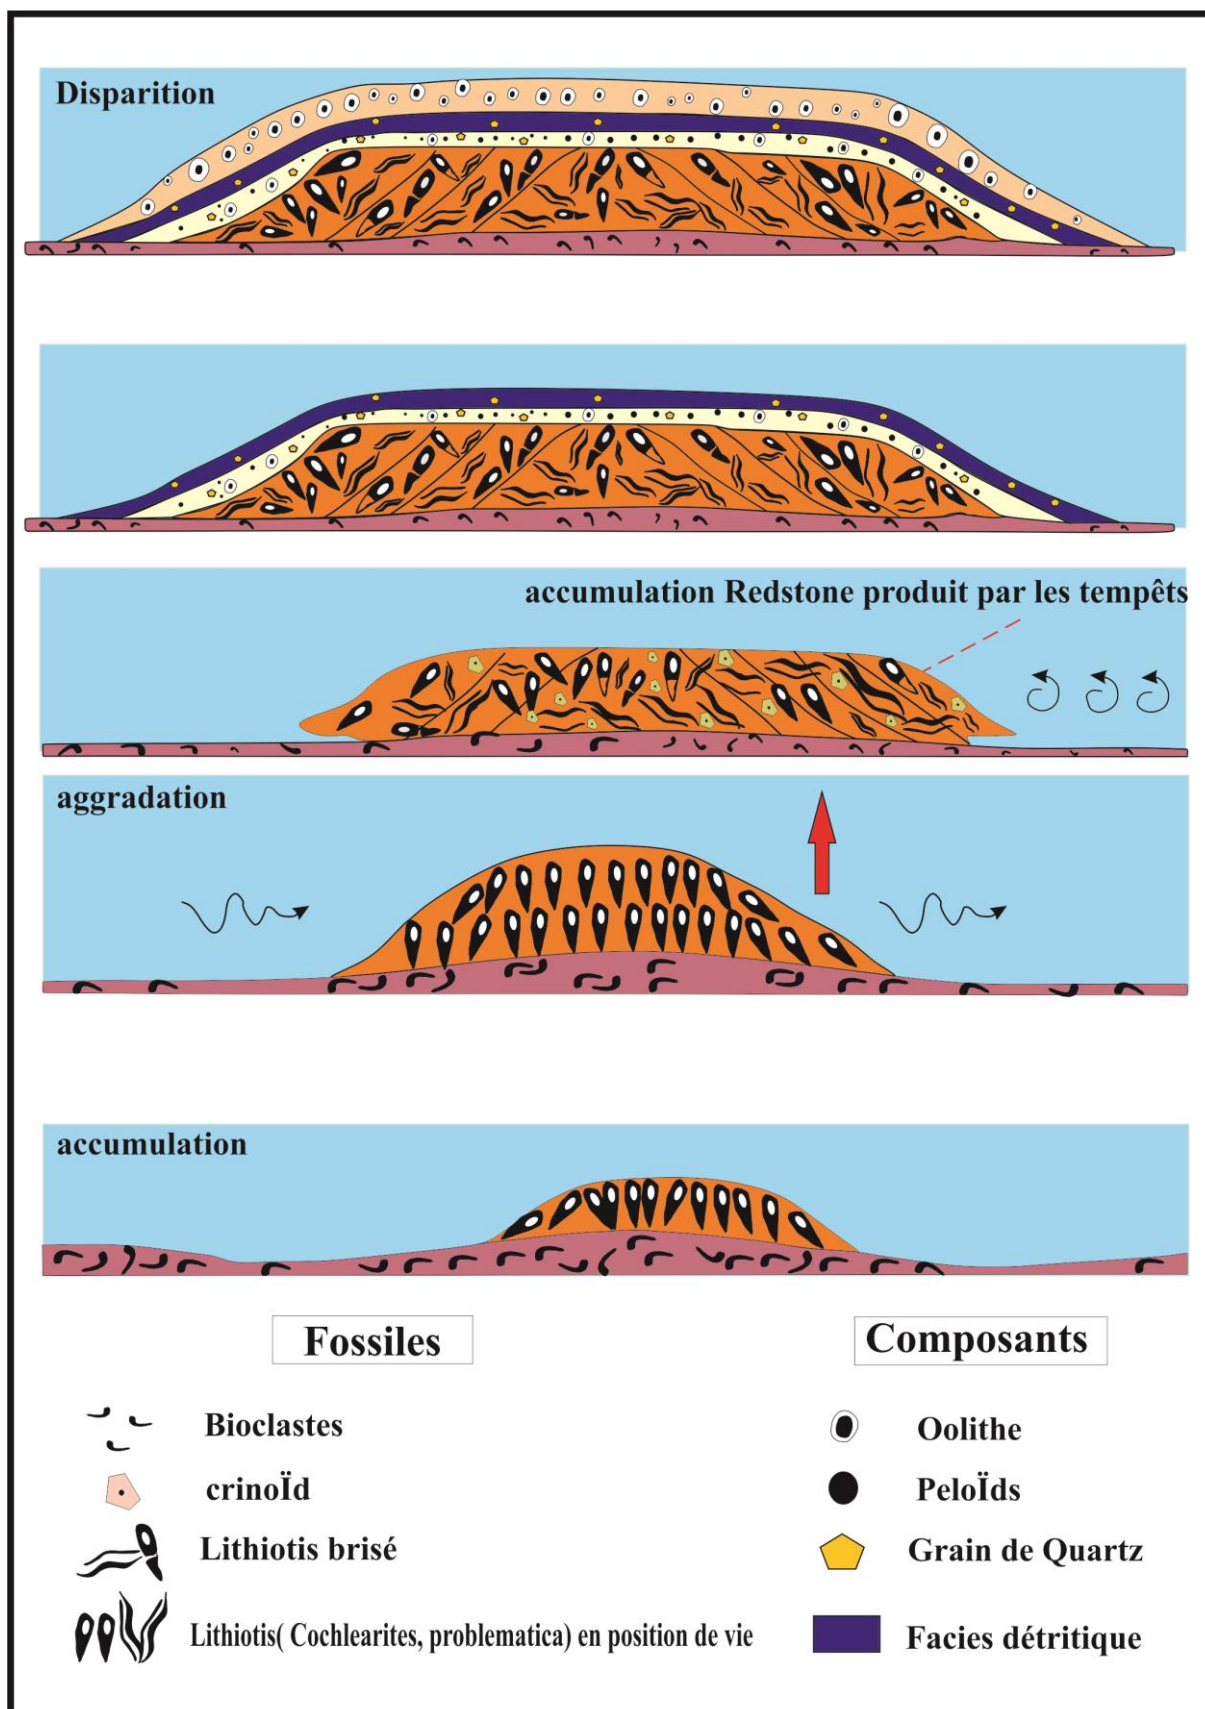 Disparition
accumulation Redstone produit par les tempêts
aggradation
accumulation
Fossiles
Composants
Bioclastes
Oolithe
crinoÏd
PeloÏds
Lithiotis brisé
Grain de Quartz
Lithiotis( Cochlearites, problematica) en position de vie
Facies détritique